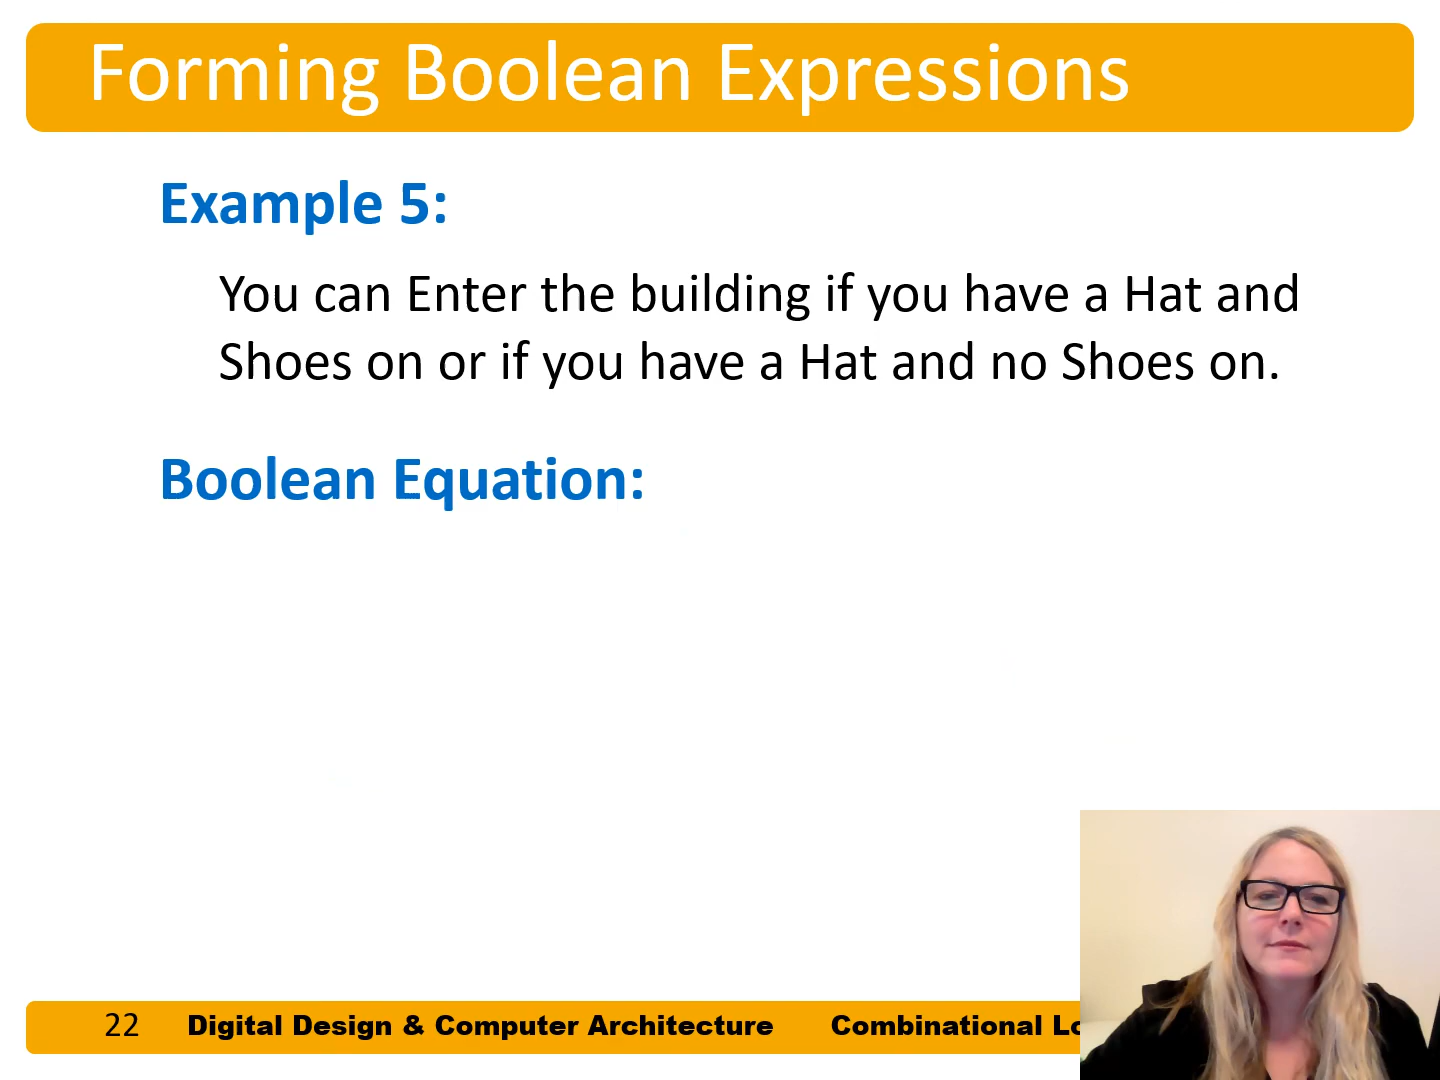 Forming Boolean Expressions
Example 5:
You can Enter the building if you have a Hat and
Shoes on or if you have a Hat and no Shoes on.
Boolean Equation:
22 Digital Design & Computer Architecture Combinational